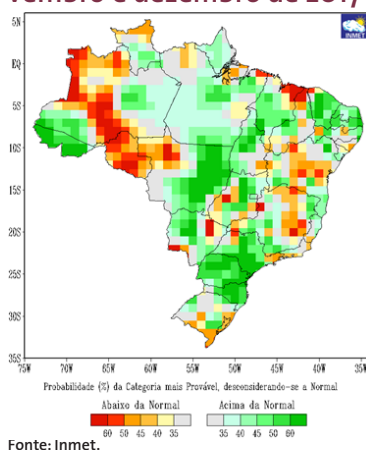 vembro e dezembro de 2017
INMET
5N
EQ
5S
10S
15S
20S
25S
30S
35S
75W 70W 65W 60W 55W 50W 45W 40W 35W
Probabilidade (%) da Categoria mais Provável, desconsiderando-se a Normal
Abaixo da Normal Acima da Normal
60 50 45 40 35 35 40 45 50 60
Fonte: Inmet.